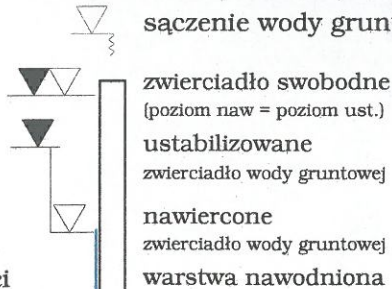 sączenie wody grun
zwierciadło swobodne
(poziom naw = poziom ust.)
ustabilizowane
zwierciadło wody gruntowej
nawiercone
zwierciadło wody gruntowej
ci
warstwa nawodniona